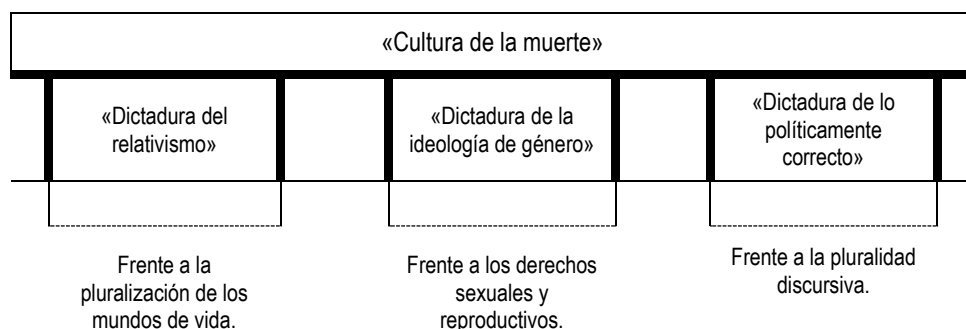 «Cultura de la muerte»
«Dictadura del
relativismo»
«Dictadura de la
ideología de género»
«Dictadura de lo
políticamente
correcto»
Frente a la
pluralización de los
mundos de vida.
Frente a los derechos
sexuales y
reproductivos.
Frente a la pluralidad
discursiva.